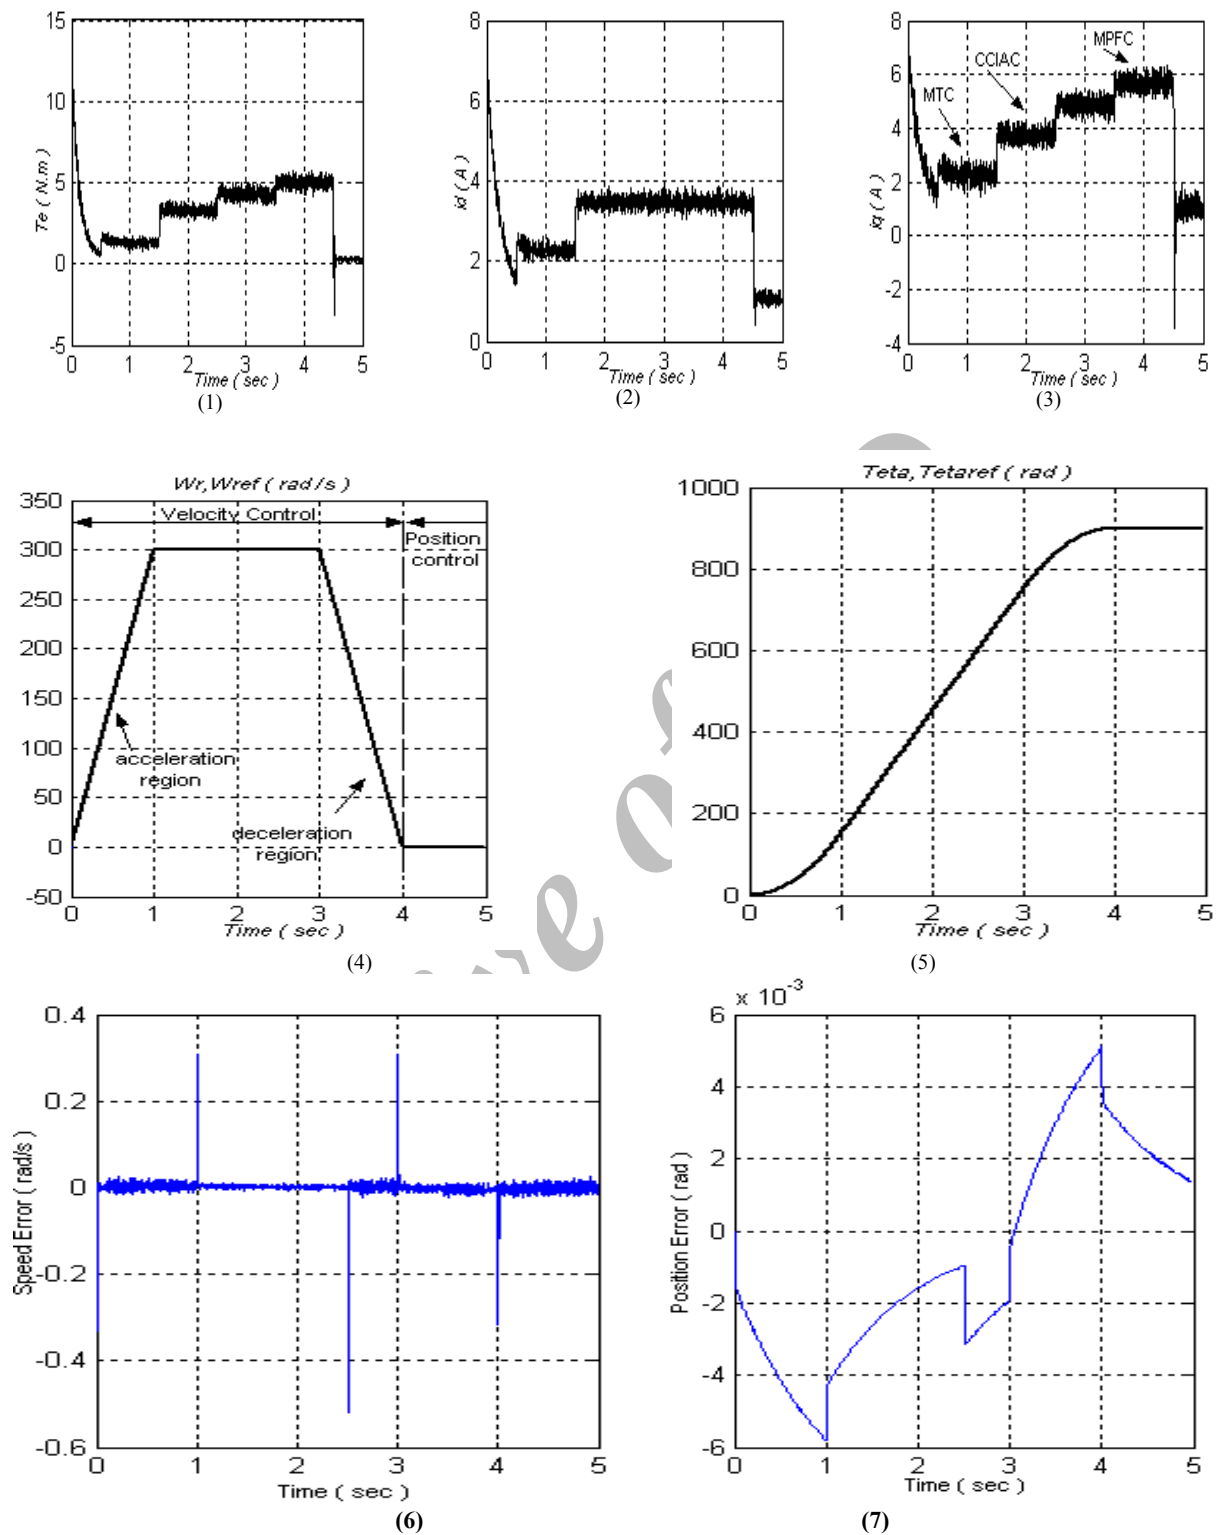 15
10
5
0
-5
Te ( N.m )
0 1 2 3 4 5
Time ( sec )
(1)
8
6
4
2
0
id ( A )
0 1 2 3 4 5
Time ( sec )
(2)
8
6
4
2
0
-2
-4
iq ( A )
MTC
CCIAC
MPFC
0 1 2 3 4 5
Time ( sec )
(3)
Wr,Wref ( rad/s )
350
300
250
200
150
100
50
0
-50
Velocity Control
Position
control
acceleration
region
deceleration
region
0 1 2 3 4 5
Time ( sec )
(4)
Teta, Tetaref ( rad )
1000
800
600
400
200
0
0 1 2 3 4 5
Time ( sec )
(5)
ive of
0.4
0.2
0
-0.2
-0.4
-0.6
Speed Error ( rad/s )
0 1 2 3 4 5
Time ( sec )
(6)
x 10-3
6
4
2
0
-2
-4
-6
Position Error ( rad )
0 1 2 3 4 5
Time ( sec )
(7)